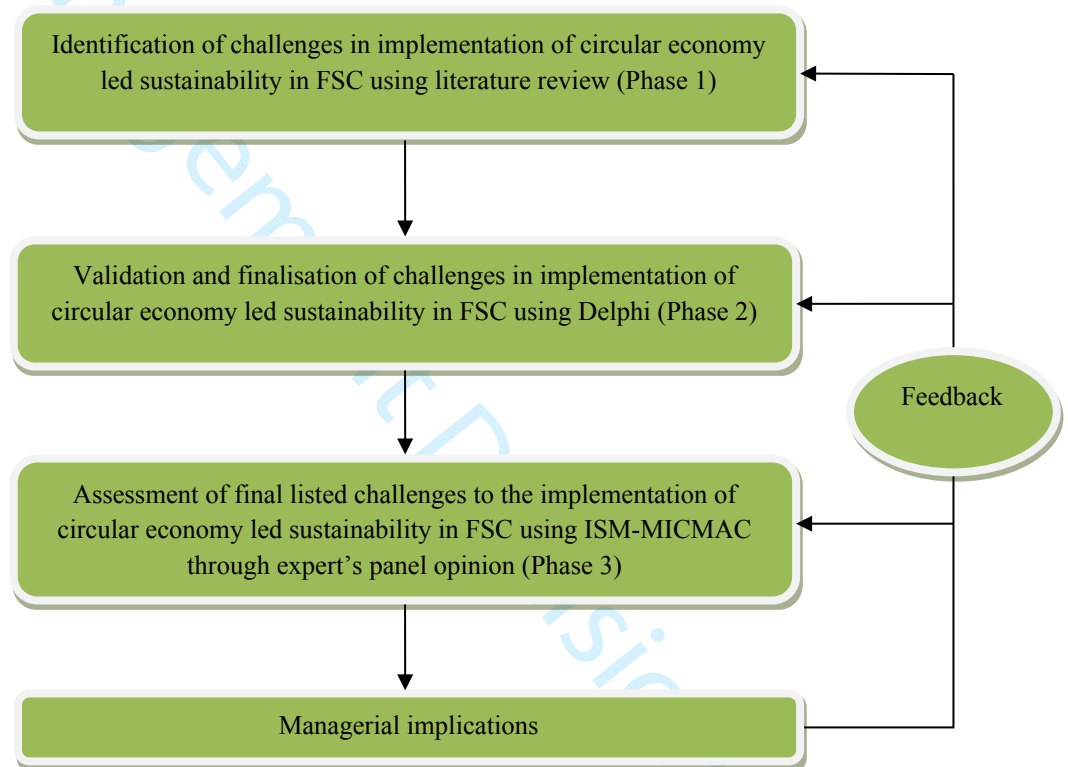 Identification of challenges in implementation of circular economy
led sustainability in FSC using literature review (Phase 1)
Validation and finalisation of challenges in implementation of
circular economy led sustainability in FSC using Delphi (Phase 2)
Feedback
Assessment of final listed challenges to the implementation of
circular economy led sustainability in FSC using ISM-MICMAC
through expert’s panel opinion (Phase 3)
Managerial implications